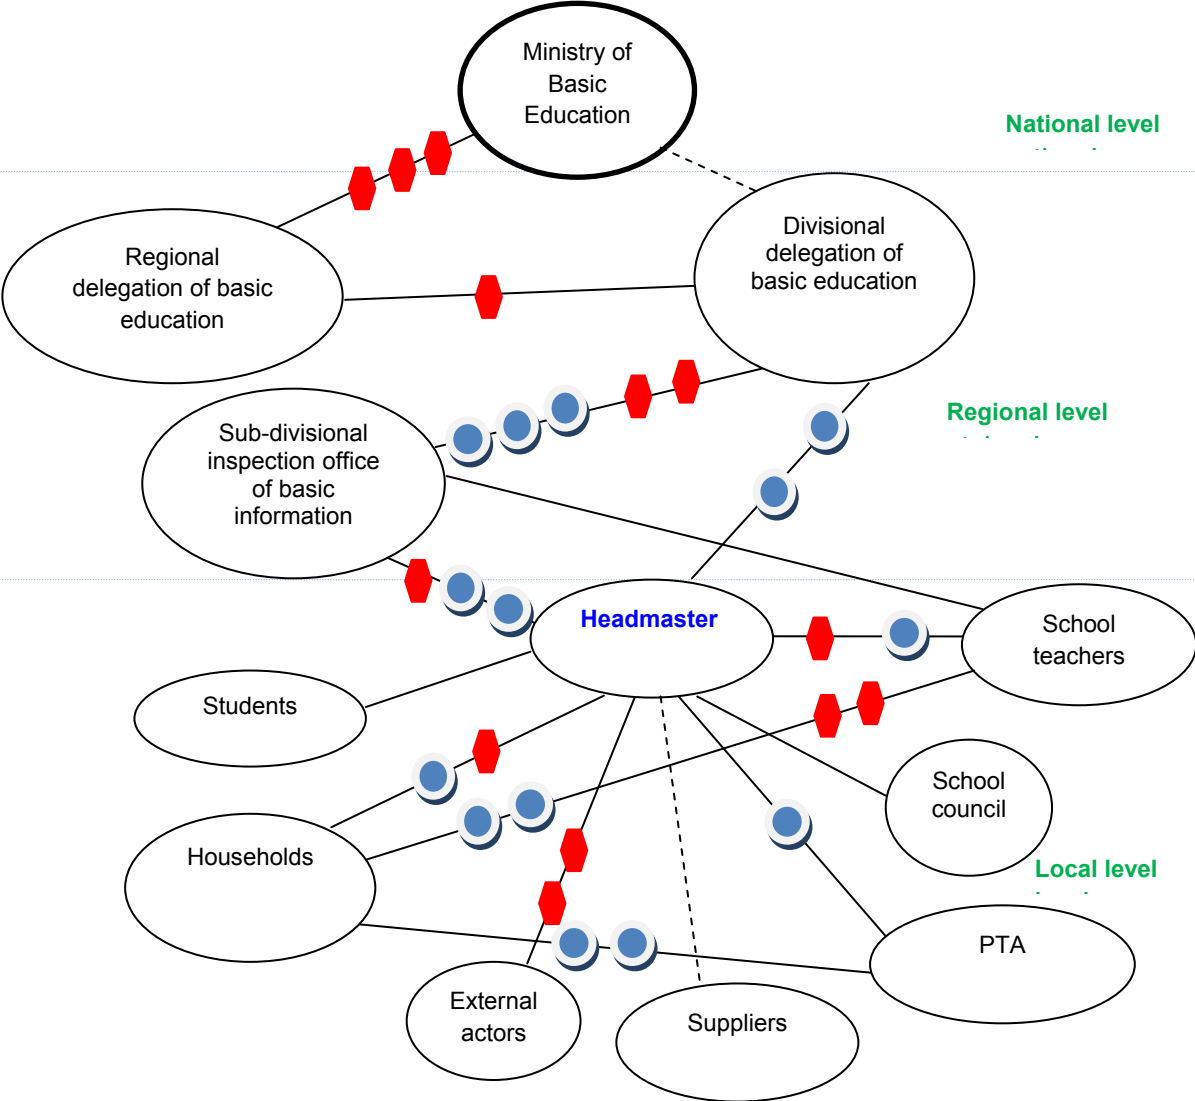 Ministry of
Basic
Education
National level
Regional
delegation of basic
education
Divisional
delegation of
basic education
Regional level
Sub-divisional
inspection office
of basic
information
Headmaster
School
teachers
Students
School
council
Households
Local level
PTA
External
actors
Suppliers